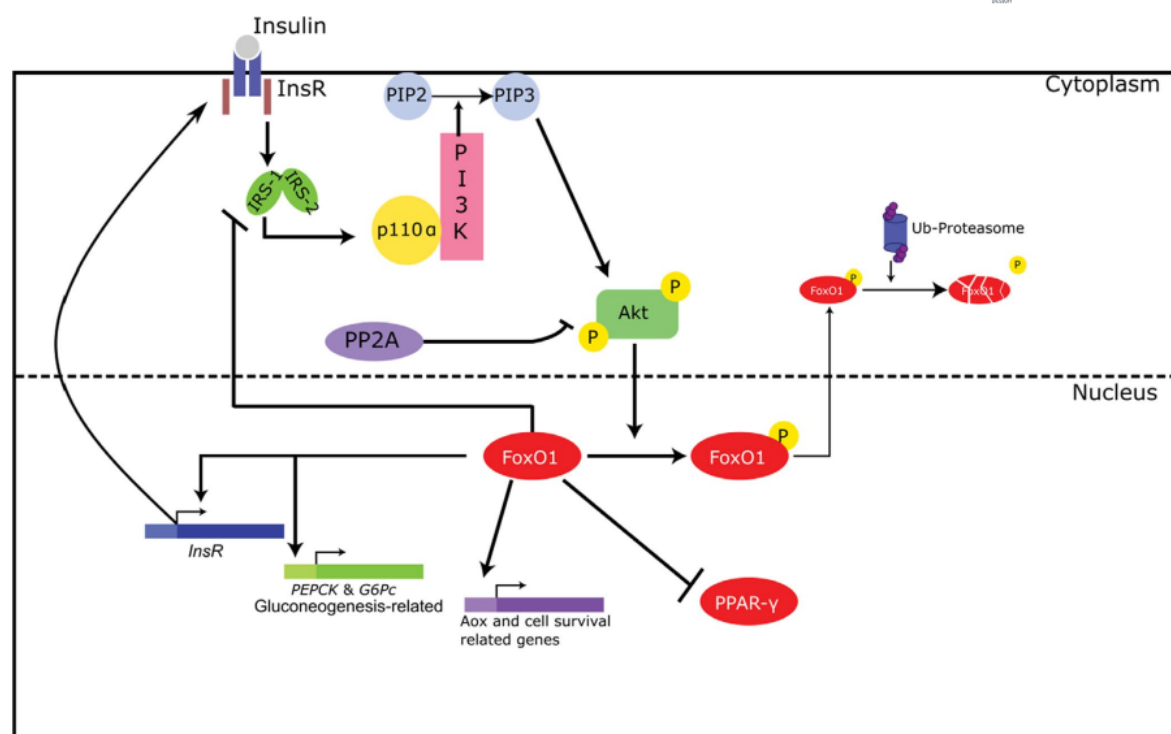 Insulin
InsR
Cytoplasm
PIP2
PIP3
P
I
3
K
IRS-1
IRS-2
p110α
Ub-Proteasome
P
FoxO1
P
FoxO1
P
Akt
P
PP2A
Nucleus
FoxO1
FoxO1
P
InsR
PEPCK & G6Pc
Gluconeogenesis-related
Aox and cell survival
related genes
PPAR-γ